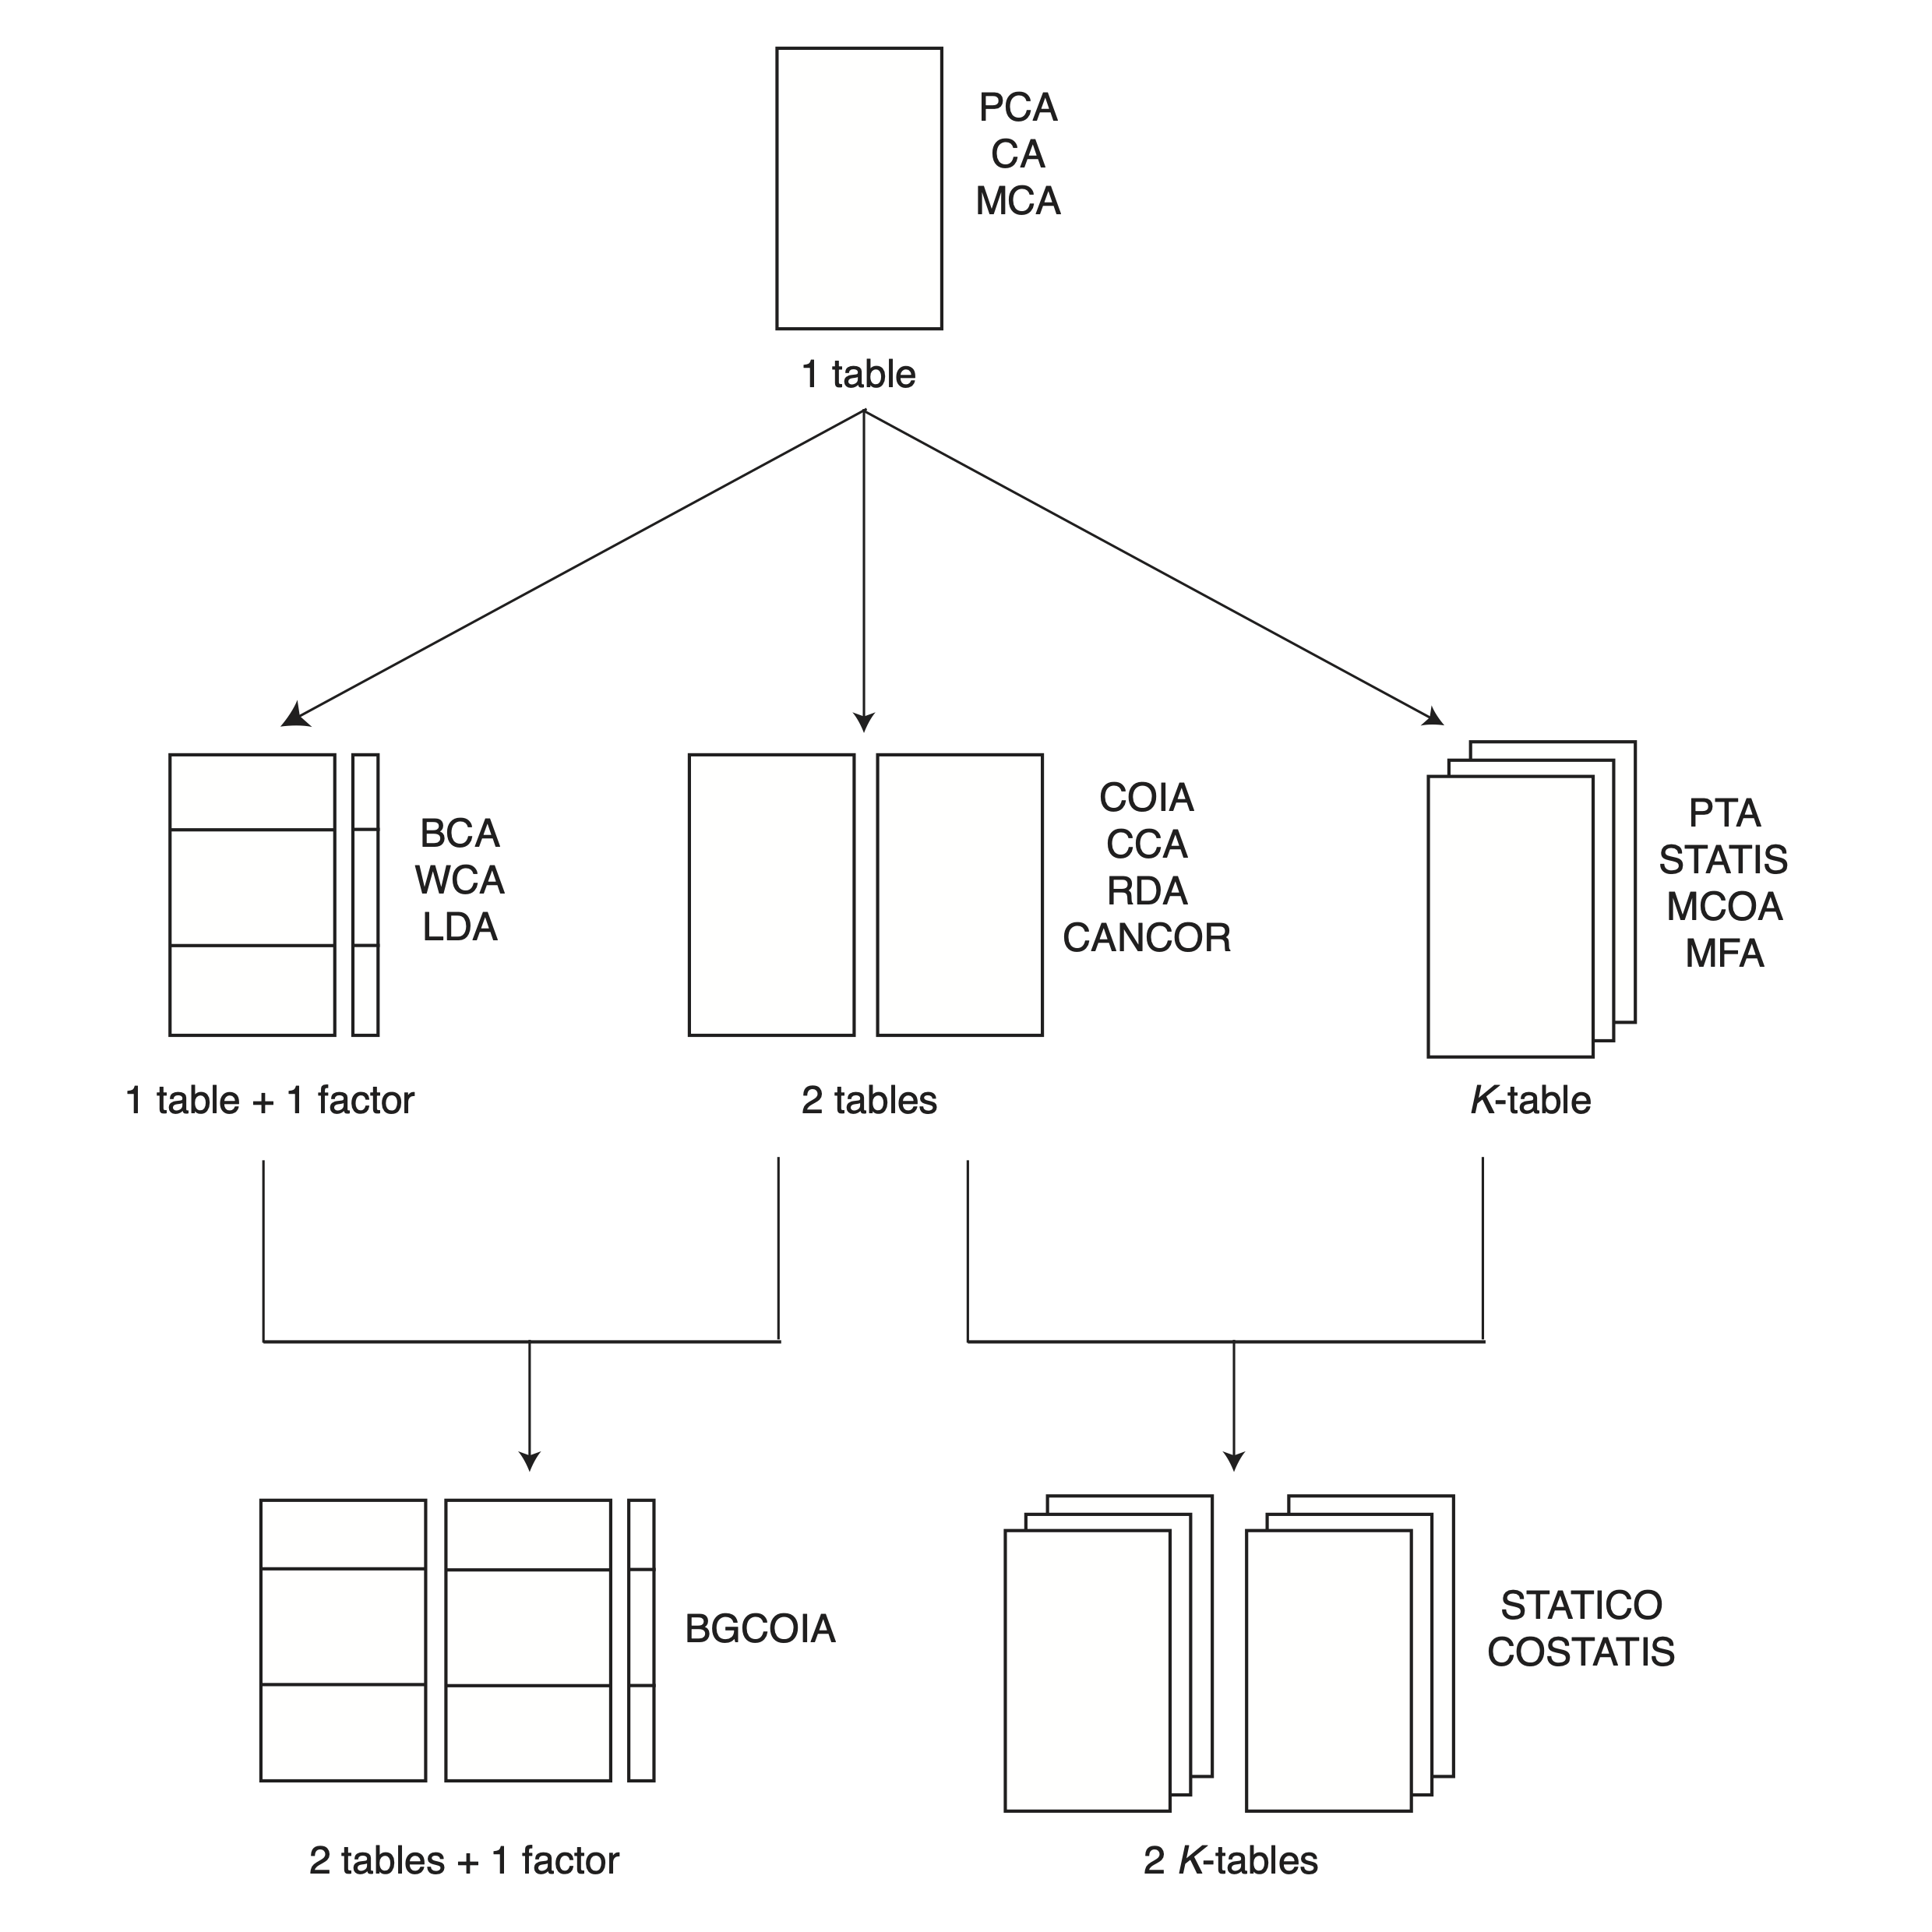 PCA
CA
MCA
1 table
BCA
WCA
LDA
1 table + 1 factor
COIA
CCA
RDA
CANCOR
2 tables
PTA
STATIS
MCOA
MFA
K-table
BGCOIA
2 tables + 1 factor
STATICO
COSTATIS
2 K-tables